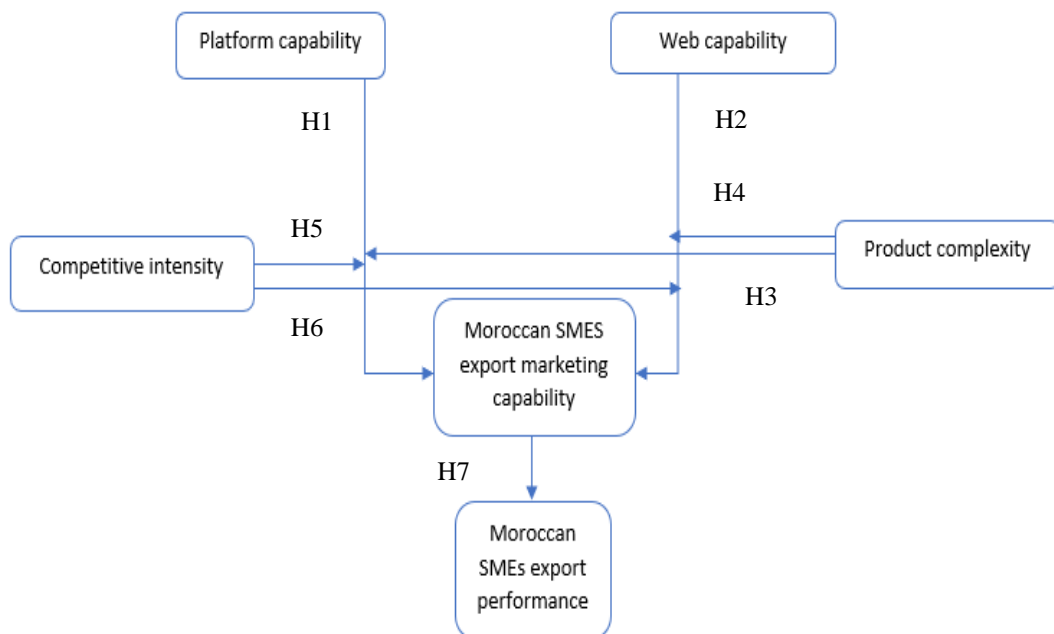 Platform capability
Web capability
H1
H2
H4
H5
Competitive intensity
Product complexity
H3
H6
Moroccan SMES
export marketing
capability
H7
Moroccan
SMEs export
performance